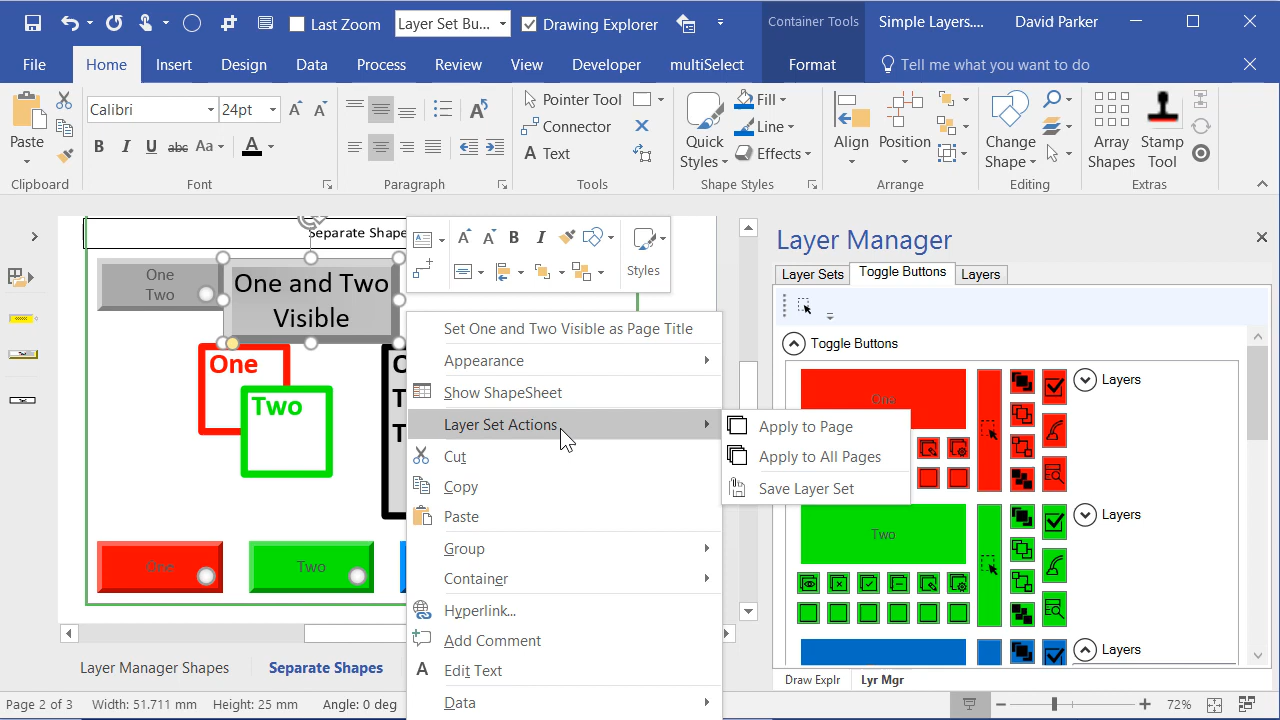 Last Zoom
Layer Set Bu...
Drawing Explorer
Container Tools
Simple Layers....
David Parker
File
Home
Insert
Design
Data
Process
Review
View
Developer
multiSelect
Format
Tell me what you want to do
Paste
Calibri
24pt
B I U abc Aa A
Pointer Tool
Connector
A Text
Quick
Styles
Fill
Line
Effects
Align
Position
Change
Shape
Array
Shapes
Stamp
Tool
Clipboard
Font
Paragraph
Tools
Shape Styles
Arrange
Editing
Extras
Separate Shape
One
Two
One and Two
Visible
One
Two
One
Two
B I
Styles
Set One and Two Visible as Page Title
Appearance
Show ShapeSheet
Layer Set Actions
Cut
Copy
Paste
Group
Container
Hyperlink...
Add Comment
A Edit Text
Data
Apply to Page
Apply to All Pages
Save Layer Set
Layer Manager
Layer Sets
Toggle Buttons
Layers
Toggle Buttons
One
Layers
Two
Layers
Layers
Draw Explr
Lyr Mgr
Layer Manager Shapes
Separate Shapes
Page 2 of 3
Width: 51.711 mm
Angle: 0 deg
72%